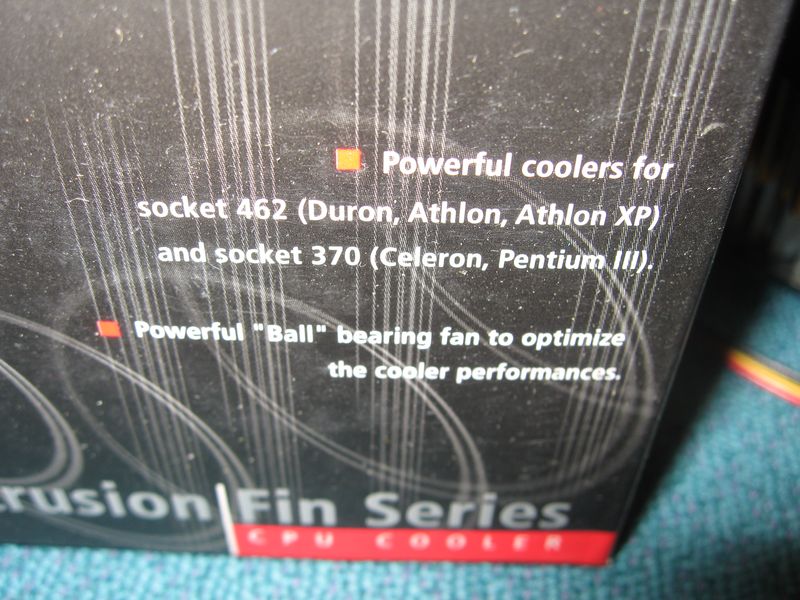 Powerful coolers for
socket 462 (Duron, Athlon, Athlon XP)
and socket 370 (Celeron, Pentium III).
Powerful "Ball" bearing fan to optimize
the cooler performances.
Fin Series
CPU COOLER